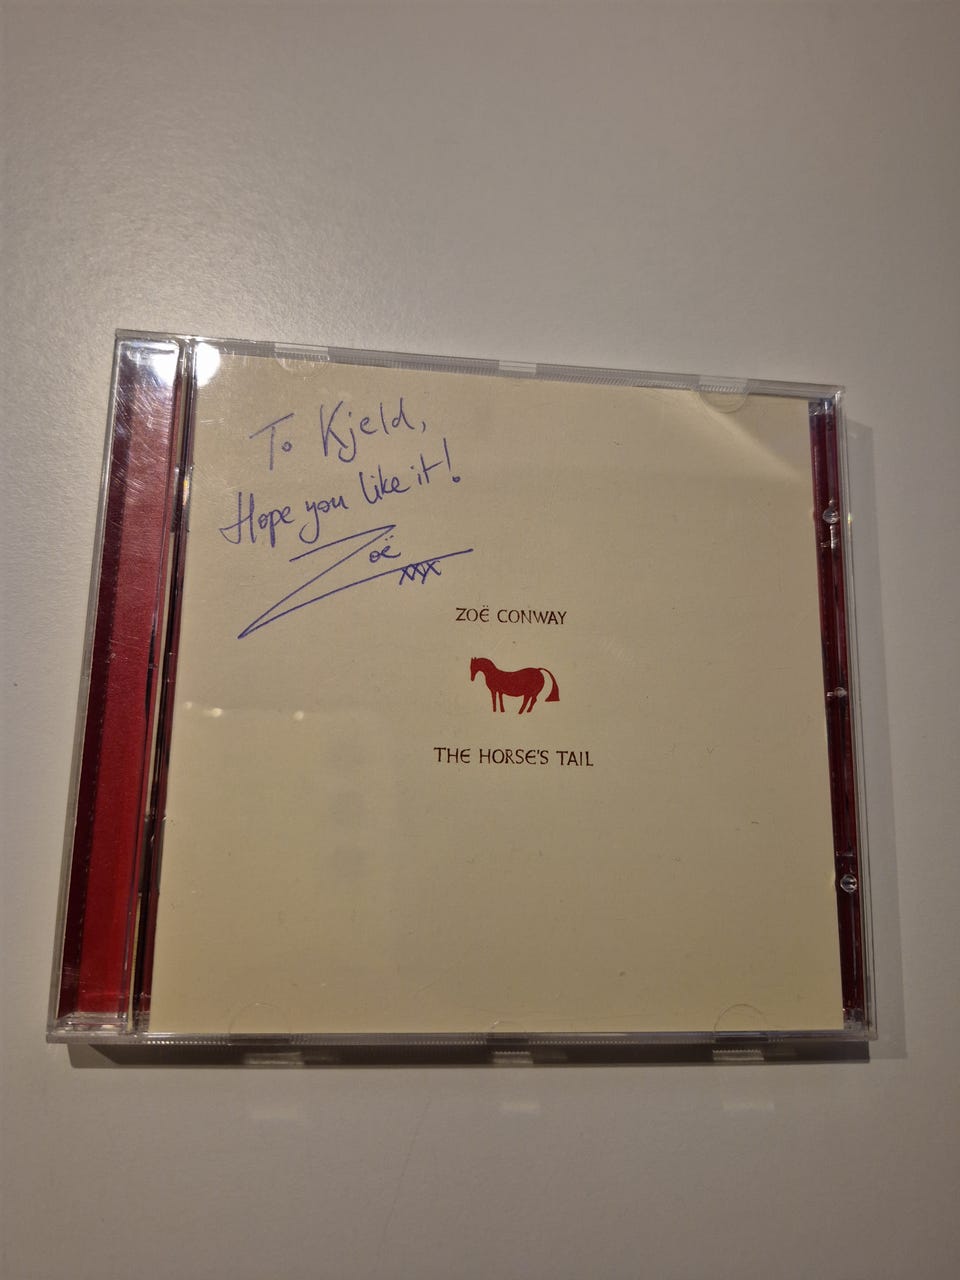 To Kjeld,
Hope you like it!
Zoë xxx
ZOË CONWAY
THE HORSE'S TAIL